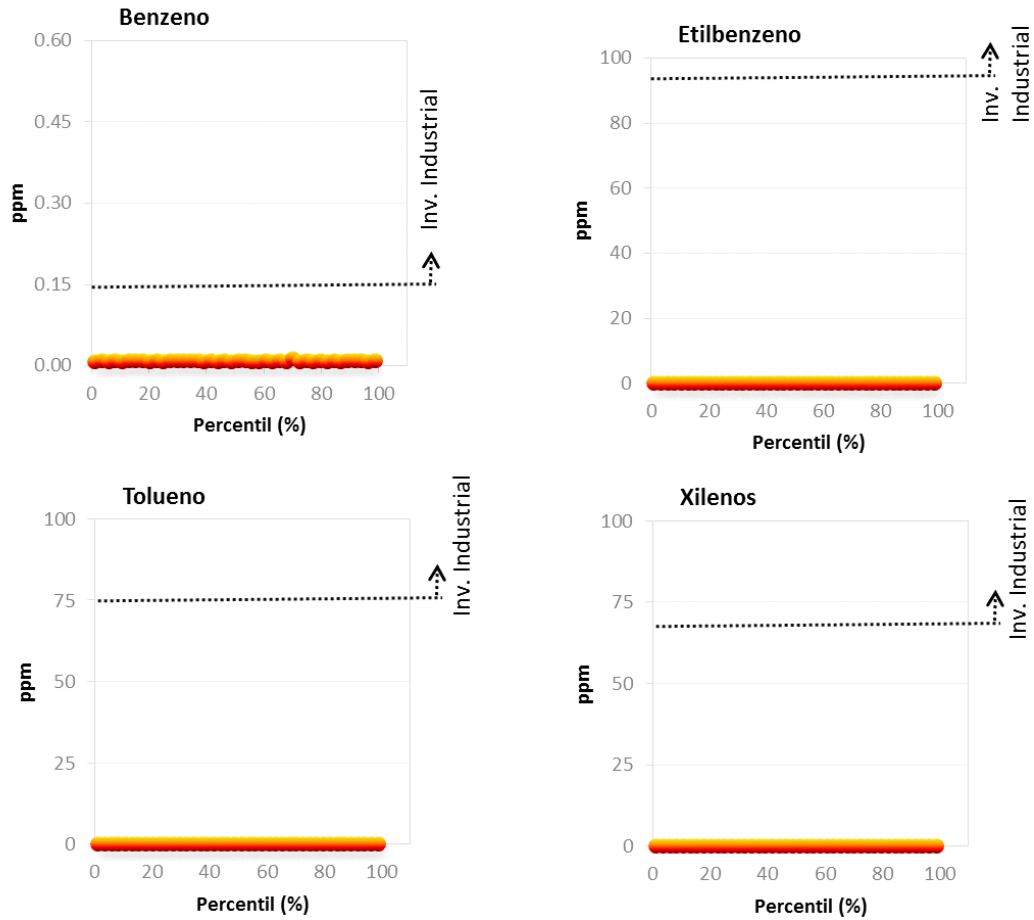 Benzeno
0.60
0.45
0.30
0.15
0.00
ppm
0 20 40 60 80 100
Percentil (%)
Inv. Industrial
Etilbenzeno
100
80
60
40
20
0
ppm
0 20 40 60 80 100
Percentil (%)
Inv.
Industrial
Tolueno
100
75
50
25
0
ppm
0 20 40 60 80 100
Percentil (%)
Inv. Industrial
Xilenos
100
75
50
25
0
ppm
0 20 40 60 80 100
Percentil (%)
Inv. Industrial